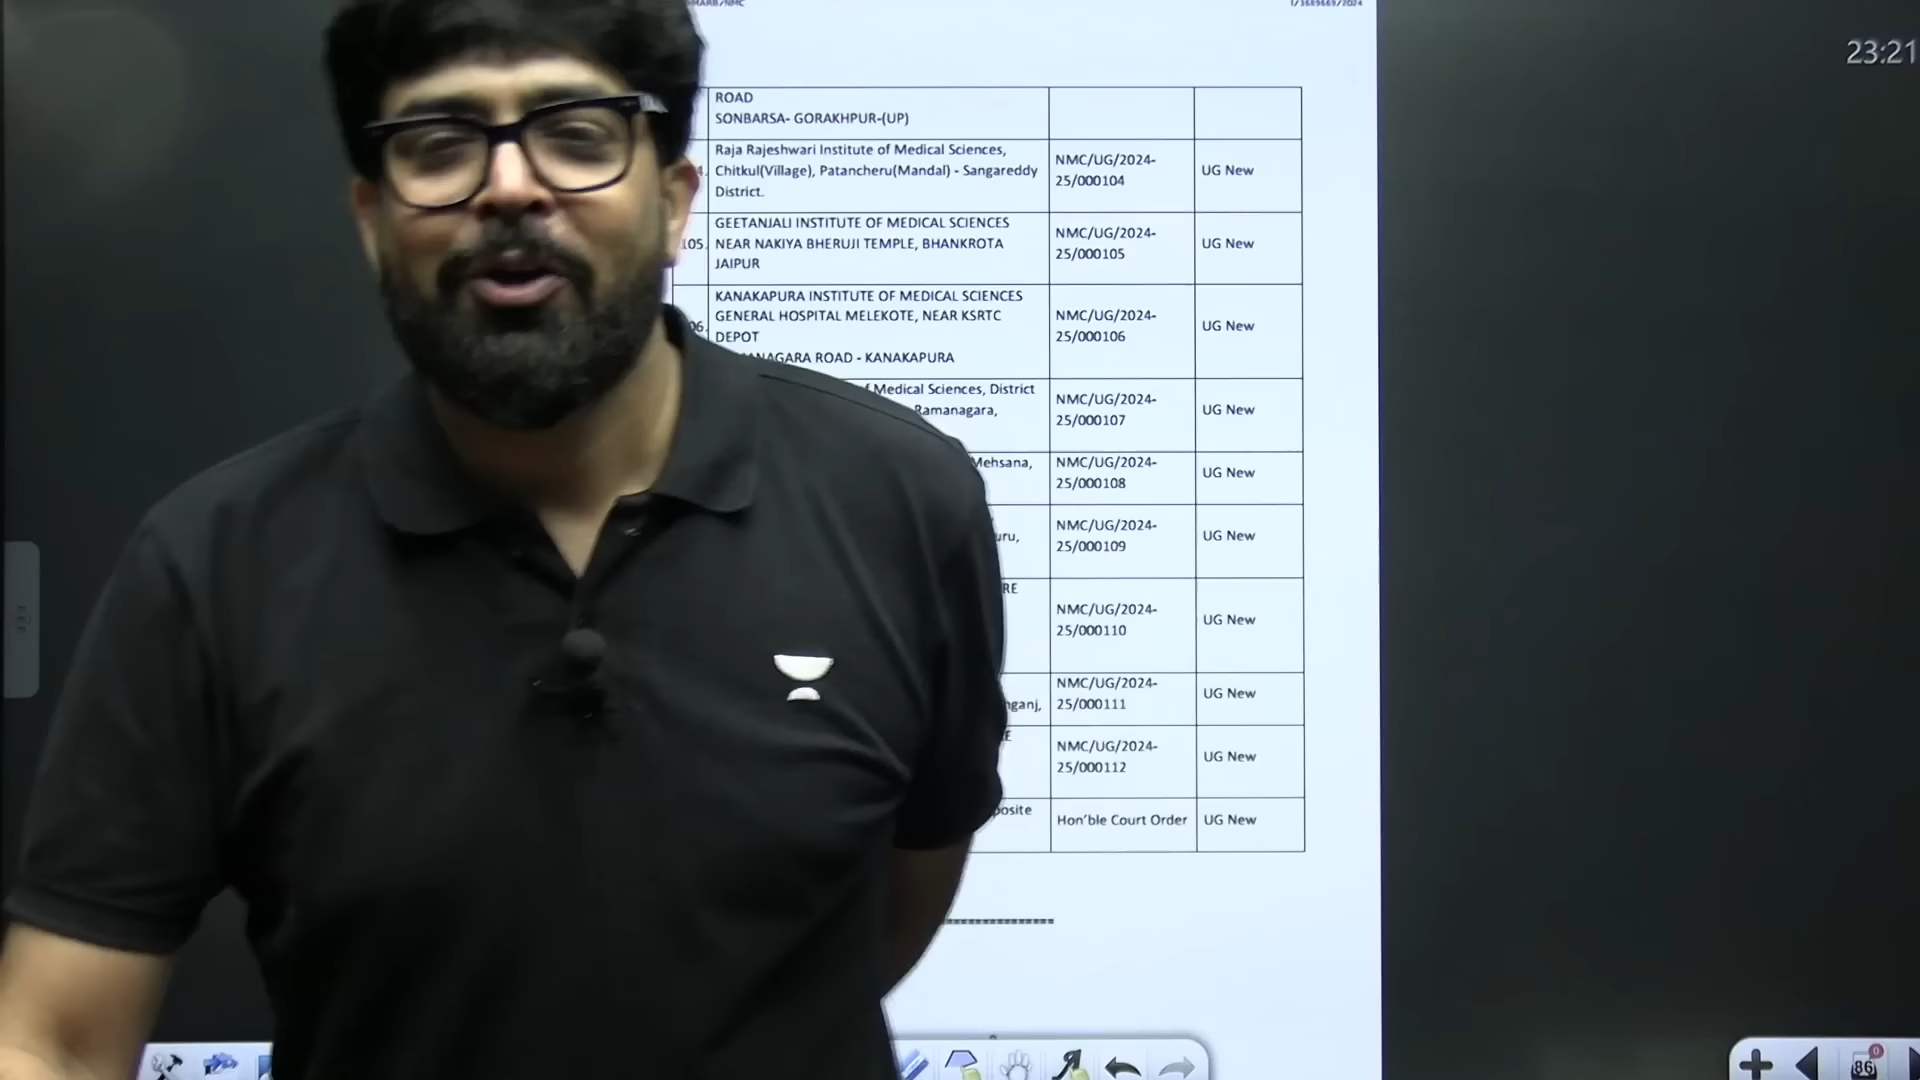 23:21
ROAD
SONBARSA- GORAKHPUR-(UP)
Raja Rajeshwari Institute of Medical Sciences,
Chitkul(Village), Patancheru(Mandal) - Sangareddy
District.
NMC/UG/2024-
25/000104
UG New
105.
GEETANJALI INSTITUTE OF MEDICAL SCIENCES
NEAR NAKIYA BHERUJI TEMPLE, BHANKROTA
JAIPUR
NMC/UG/2024-
25/000105
UG New
KANAKAPURA INSTITUTE OF MEDICAL SCIENCES
GENERAL HOSPITAL MELEKOTE, NEAR KSRTC
DEPOT
ROAD - KANAKAPURA
NMC/UG/2024-
25/000106
UG New
Medical Sciences, District
Ramanagara,
NMC/UG/2024-
25/000107
UG New
Mehsana,
NMC/UG/2024-
25/000108
UG New
NMC/UG/2024-
25/000109
UG New
NMC/UG/2024-
25/000110
UG New
NMC/UG/2024-
25/000111
UG New
NMC/UG/2024-
25/000112
UG New
Hon'ble Court Order
UG New
86
0